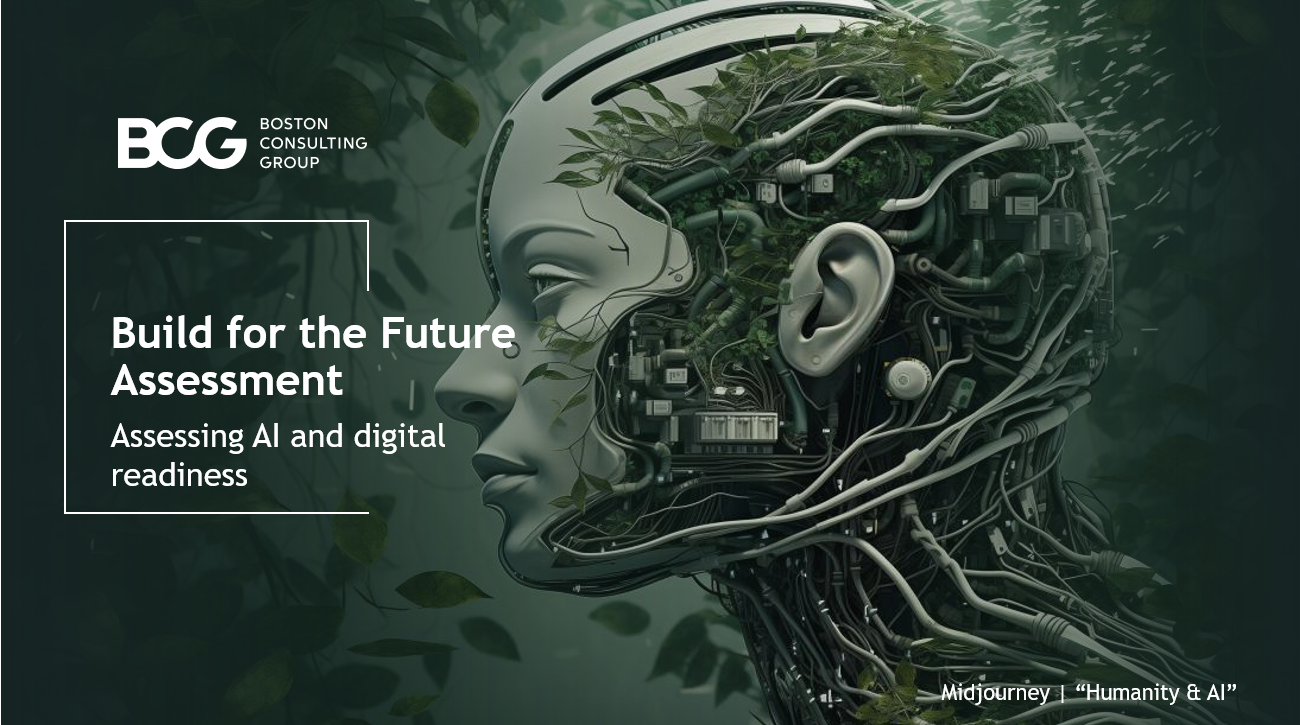 BCG
BOSTON
CONSULTING
GROUP
Build for the Future
Assessment
Assessing AI and digital
readiness
Midjourney | “Humanity & AI”